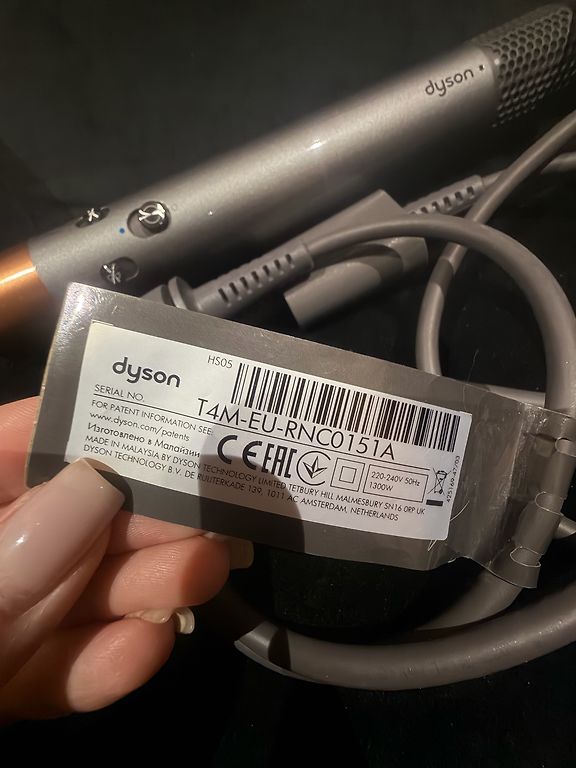 dyson
dyson
HS05
SERIAL NO.
T4M-EU-RNC0151A
FOR PATENT INFORMATION SEE:
www.dyson.com/patents
Изготовлено в Малайзии
CE EAC
220-240V 50Hz
1300W
MADE IN MALAYSIA BY DYSON TECHNOLOGY LIMITED, TETBURY HILL MALMESBURY SN16 0RP UK
DYSON TECHNOLOGY B.V. DE RUIJTERKADE 139, 1011 AC AMSTERDAM, NETHERLANDS